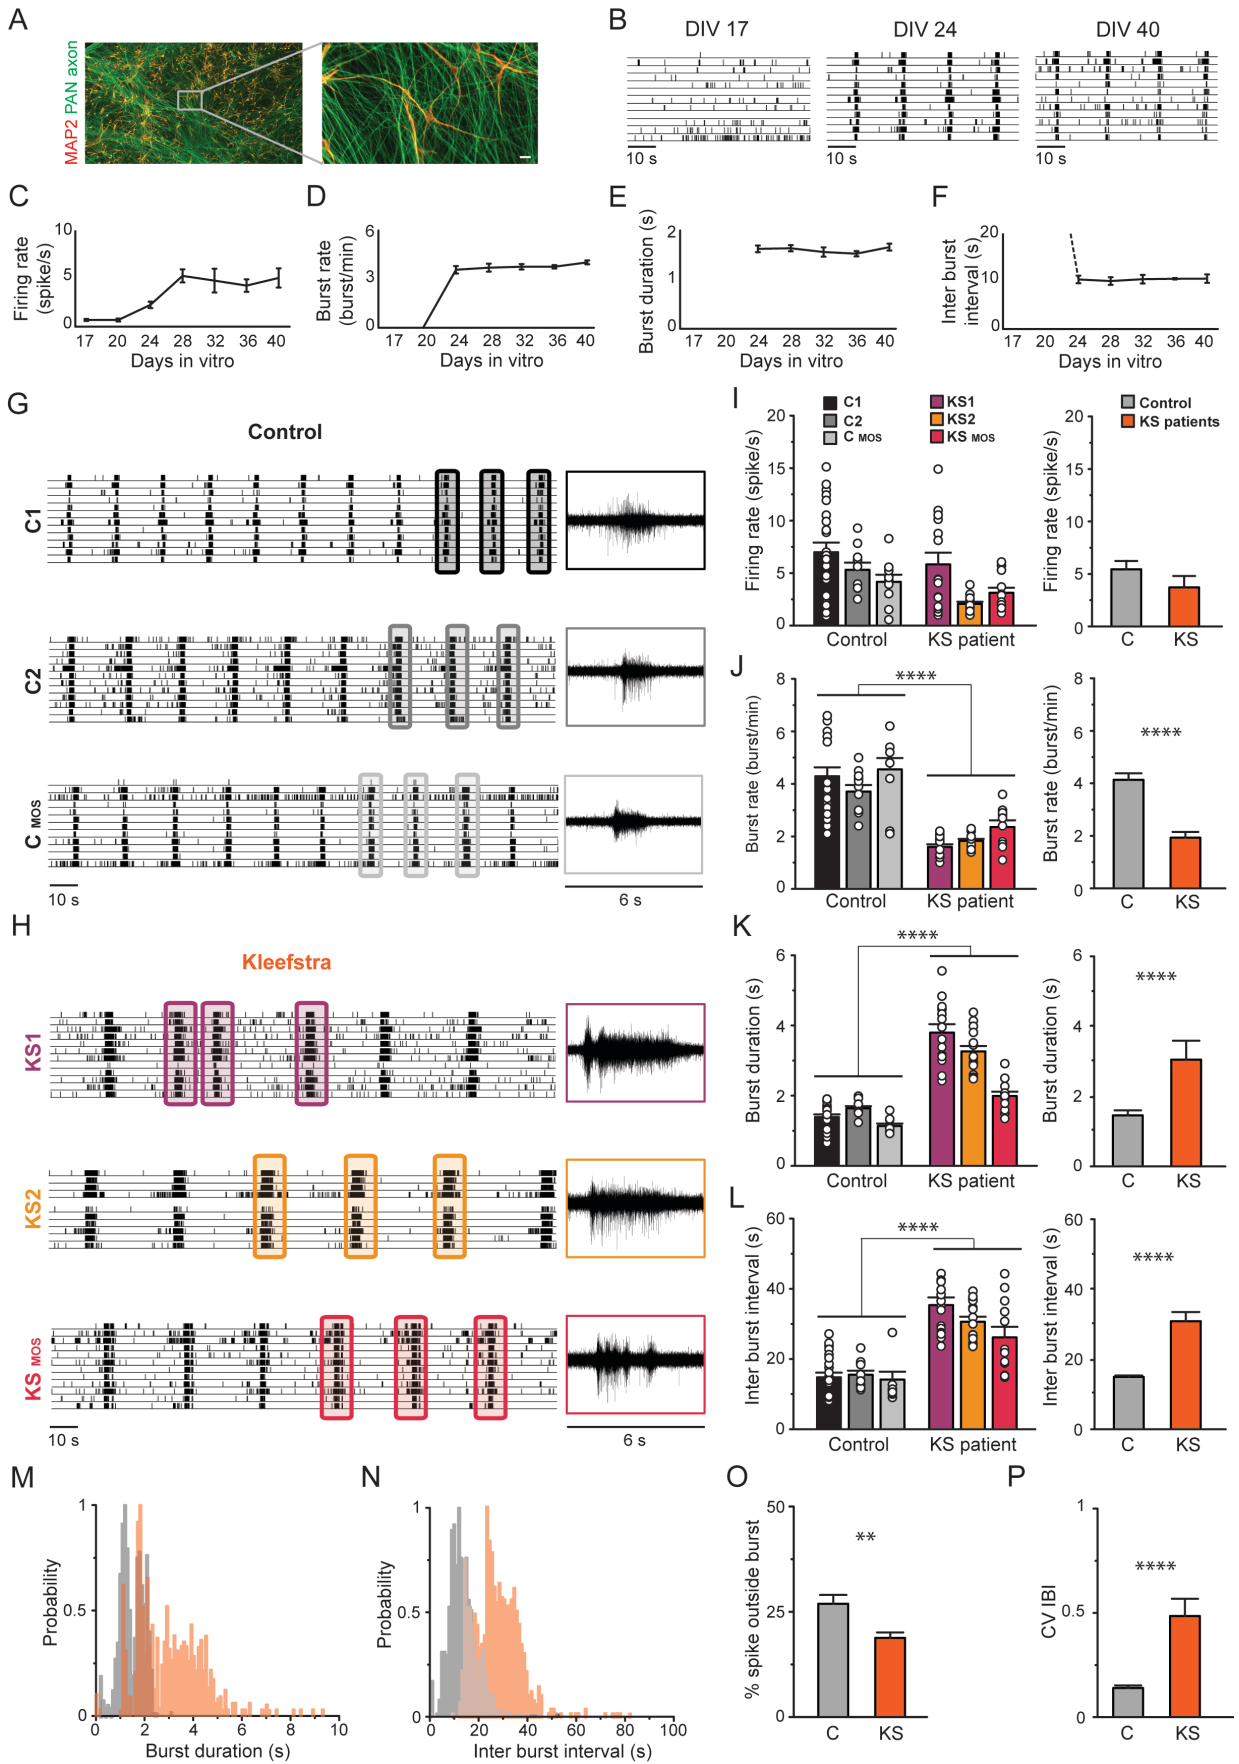 A
MAP2 PAN axon
B
DIV 17
DIV 24
DIV 40
10 s
10 s
10 s
C
Firing rate
(spike/s)
10
5
0
17 20 24 28 32 36 40
Days in vitro
D
Burst rate
(burst/min)
6
3
0
17 20 24 28 32 36 40
Days in vitro
E
Burst duration (s)
2
1
0
17 20 24 28 32 36 40
Days in vitro
F
Inter burst
interval (s)
20
10
0
17 20 24 28 32 36 40
Days in vitro
G
Control
C1
C2
C MOS
10 s
6 s
H
Kleefstra
KS1
KS2
KS MOS
10 s
6 s
I
C1
C2
C MOS
KS1
KS2
KS MOS
Firing rate (spike/s)
20
15
10
5
0
Control
KS patient
Control
KS patients
Firing rate (spike/s)
20
15
10
5
0
C
KS
J
Burst rate (burst/min)
8
6
4
2
0
****
Control
KS patient
Burst rate (burst/min)
8
6
4
2
0
****
C
KS
K
Burst duration (s)
6
4
2
0
****
Control
KS patient
Burst duration (s)
6
4
2
0
****
C
KS
L
Inter burst interval (s)
60
40
20
0
****
Control
KS patient
Inter burst interval (s)
60
40
20
0
****
C
KS
M
Probability
1
0.5
0
0 2 4 6 8 10
Burst duration (s)
N
Probability
1
0.5
0
0 20 40 60 80 100
Inter burst interval (s)
O
% spike outside burst
50
25
0
**
C
KS
P
CV IBI
1
0.5
0
****
C
KS